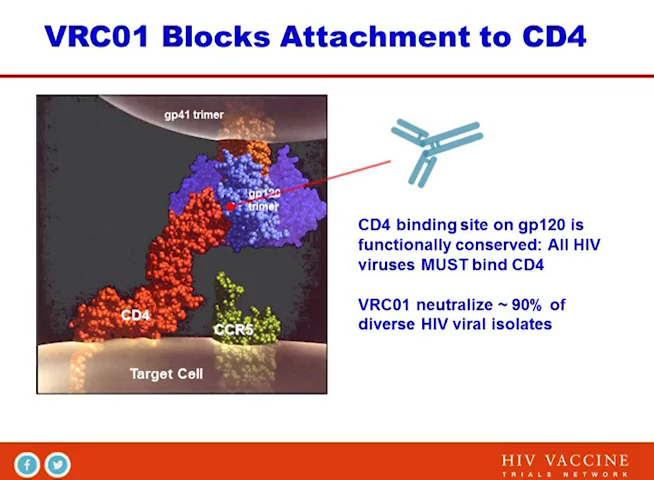 VRC01 Blocks Attachment to CD4
gp41 trimer
gp120
trimer
CD4
CCR5
Target Cell
CD4 binding site on gp120 is
functionally conserved: All HIV
viruses MUST bind CD4
VRC01 neutralize ~ 90% of
diverse HIV viral isolates
f
HIV VACCINE
TRIALS NETWORK